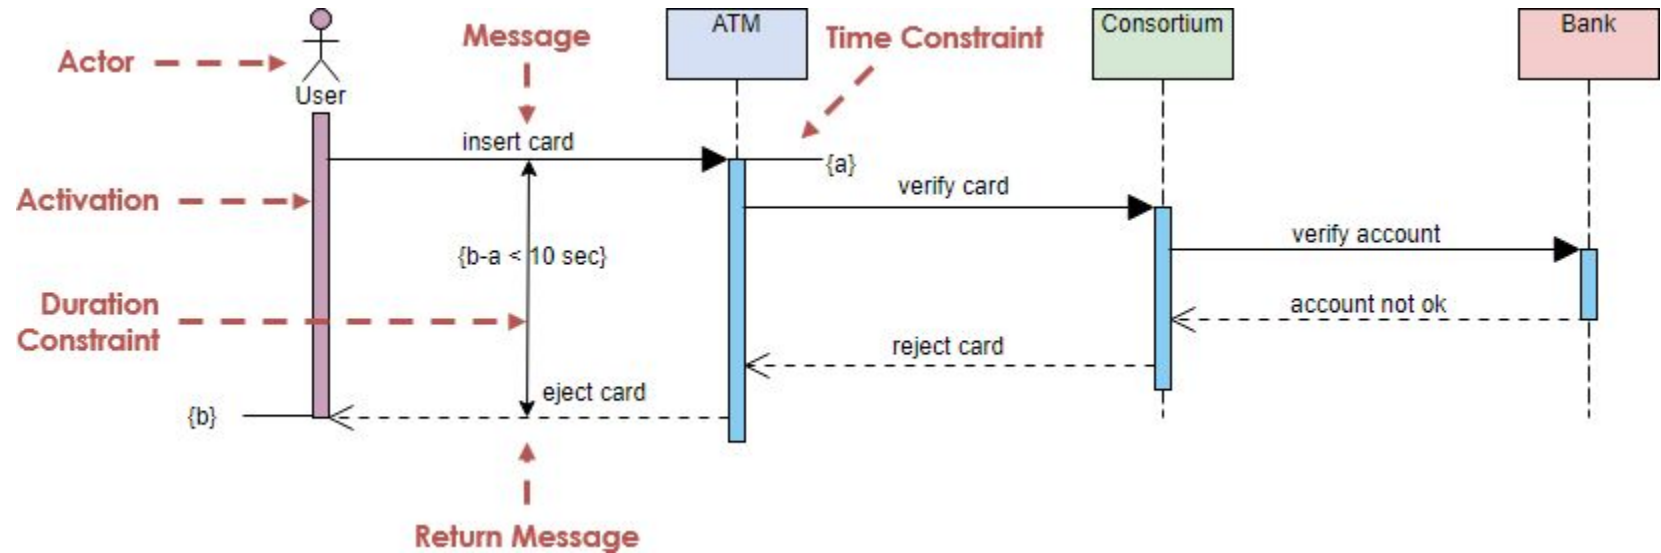 ATM
Consortium
Bank
Message
Time Constraint
Actor
User
insert card
{a}
verify card
Activation
verify account
{b-a < 10 sec}
Duration
Constraint
account not ok
reject card
eject card
{b}
Return Message